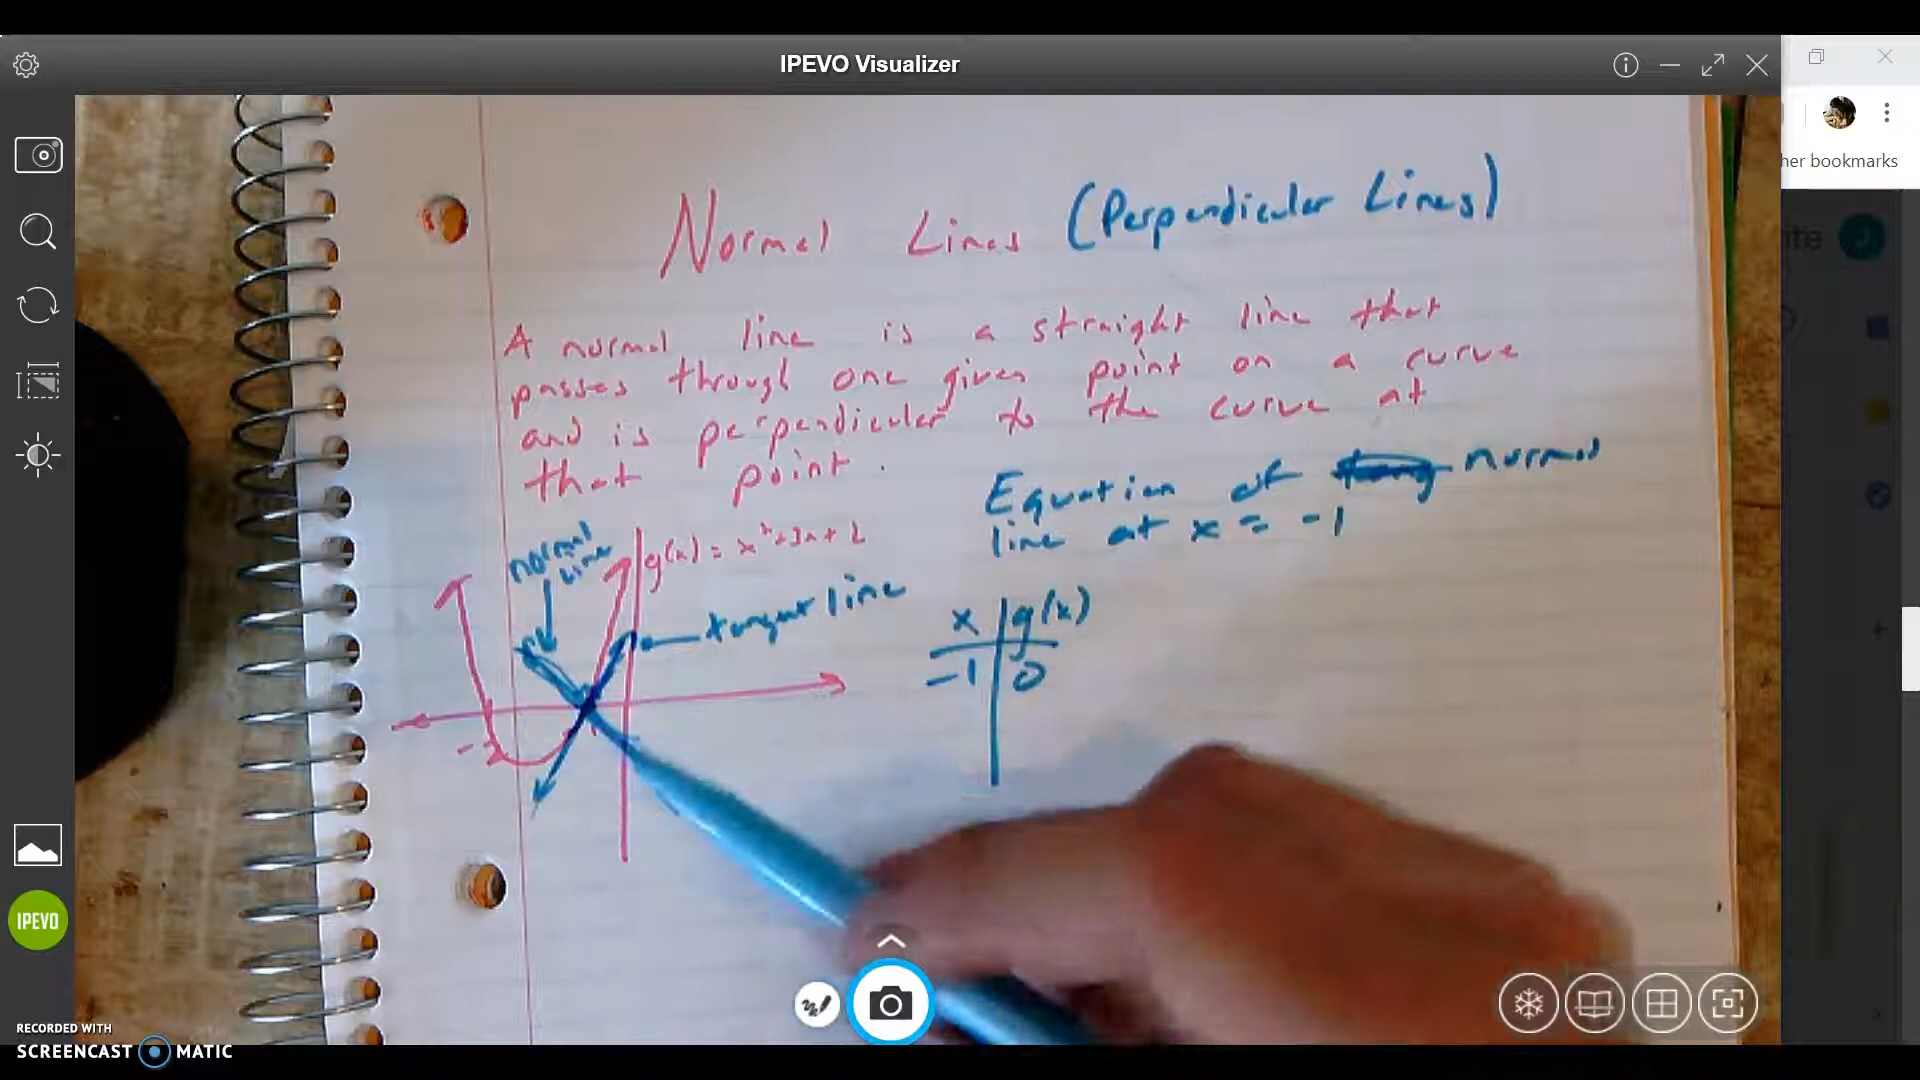 IPEVO Visualizer
her bookmarks
Normal Lines (Perpendicular Lines)
A normal line is a straight line that
passes through one given point on a curve
and is perpendicular to the curve at
that point.
Equation of normal
line at x = -1
normal
line
g(x) = x²+3x+2
tangent line
x | g(x)
-1 | 0
-2
IPEVO
RECORDED WITH
SCREENCAST MATIC